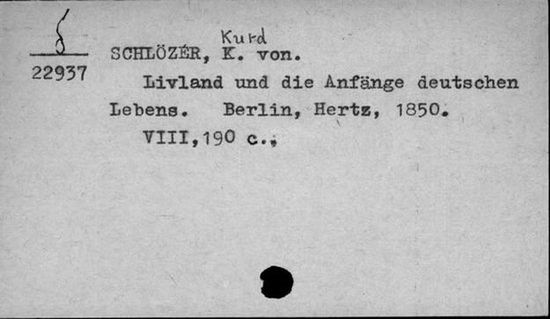 Kurd
SCHLÖZER, K. von.
22937
Livland und die Anfänge deutschen
Lebens. Berlin, Hertz, 1850.
VIII,190 c.,